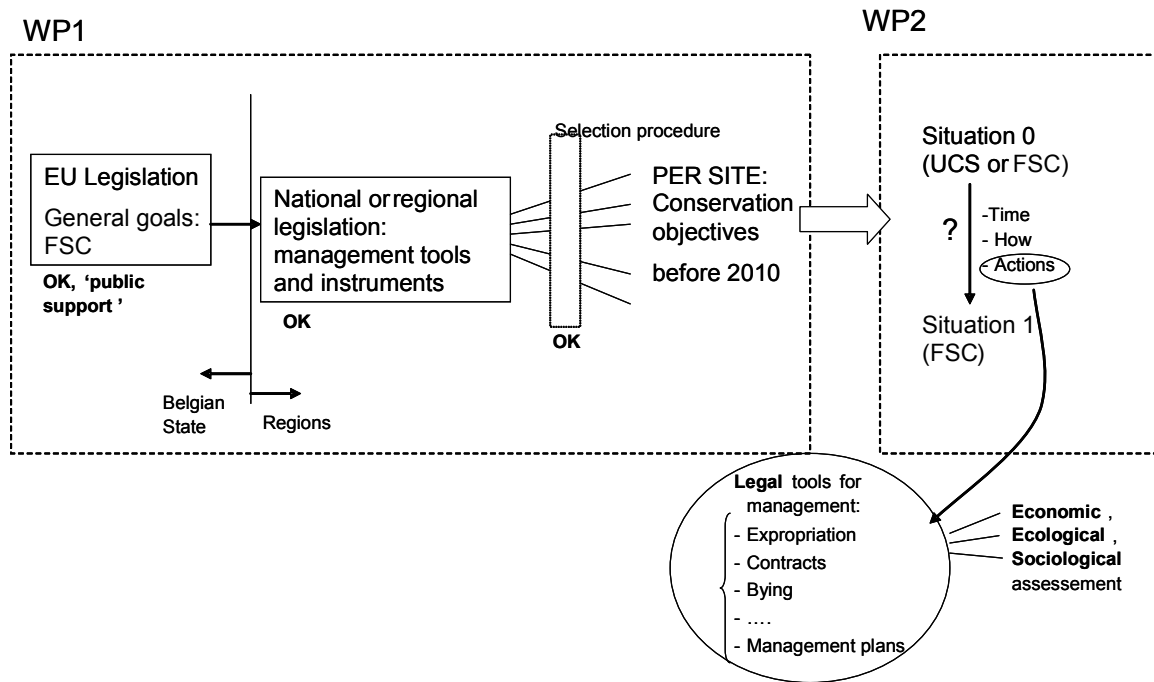 WP1
EU Legislation
General goals:
FSC
OK, ‘public
support ’
National or regional
legislation:
management tools
and instruments
OK
Belgian
State
Regions
Selection procedure
OK
PER SITE:
Conservation
objectives
before 2010
WP2
Situation 0
(UCS or FSC)
?
-Time
- How
- Actions
Situation 1
(FSC)
Legal tools for
management:
- Expropriation
- Contracts
- Bying
- ....
- Management plans
Economic ,
Ecological ,
Sociological
assessement